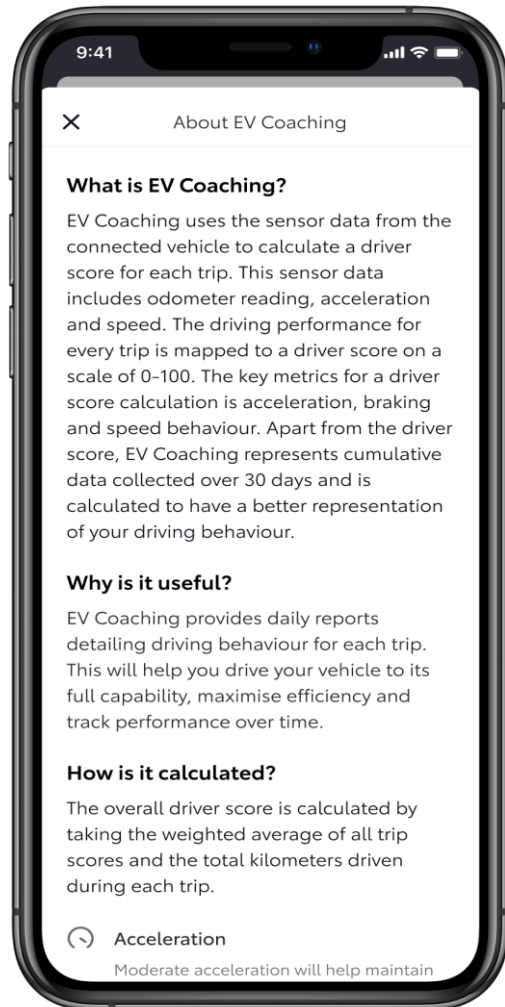 9:41
About EV Coaching
What is EV Coaching?
EV Coaching uses the sensor data from the
connected vehicle to calculate a driver
score for each trip. This sensor data
includes odometer reading, acceleration
and speed. The driving performance for
every trip is mapped to a driver score on a
scale of 0-100. The key metrics for a driver
score calculation is acceleration, braking
and speed behaviour. Apart from the driver
score, EV Coaching represents cumulative
data collected over 30 days and is
calculated to have a better representation
of your driving behaviour.
Why is it useful?
EV Coaching provides daily reports
detailing driving behaviour for each trip.
This will help you drive your vehicle to its
full capability, maximise efficiency and
track performance over time.
How is it calculated?
The overall driver score is calculated by
taking the weighted average of all trip
scores and the total kilometers driven
during each trip.
Acceleration
Moderate acceleration will help maintain